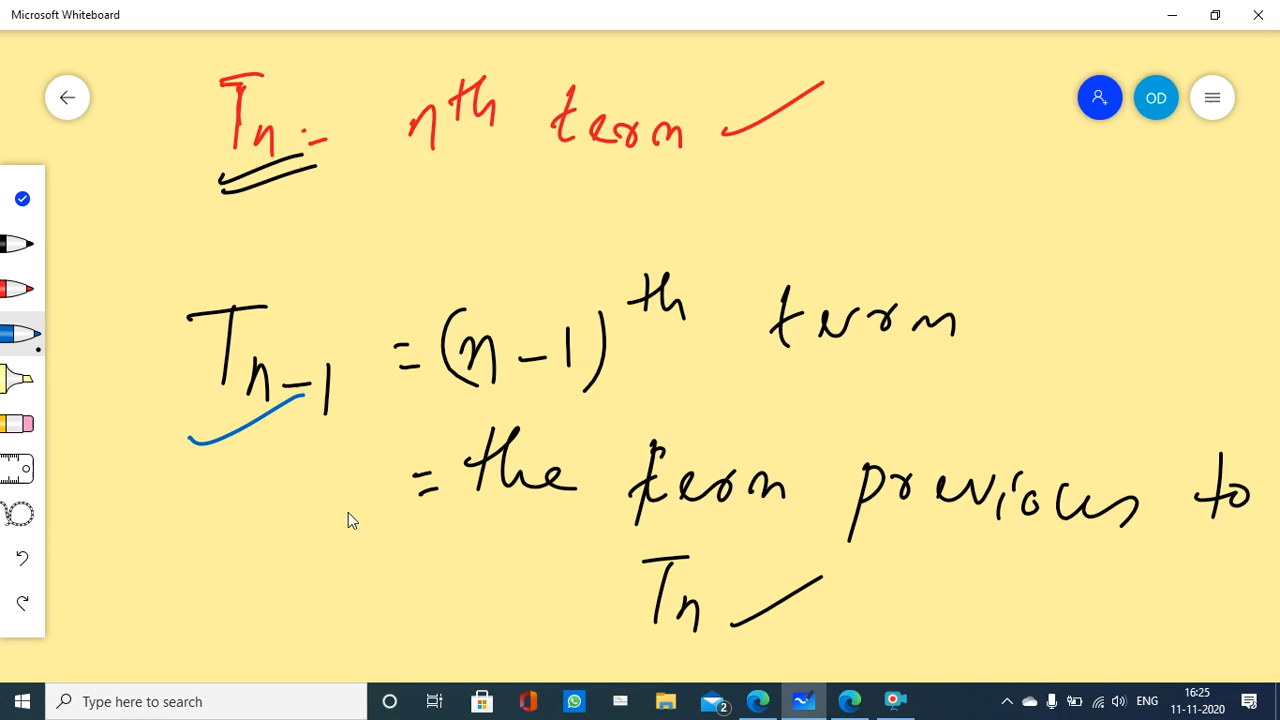 Microsoft Whiteboard
Tn = nth term ✓
OD
Tn-1 = (n-1)th term
= the term previous to
Tn ✓
Type here to search
2
ENG
16:25
11-11-2020